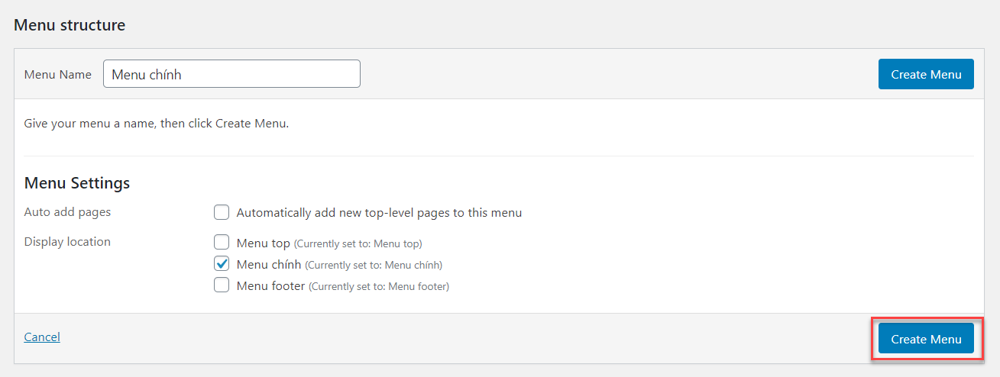 Menu structure
Menu Name Menu chính Create Menu
Give your menu a name, then click Create Menu.
Menu Settings
Auto add pages Automatically add new top-level pages to this menu
Display location Menu top (Currently set to: Menu top)
Menu chính (Currently set to: Menu chính)
Menu footer (Currently set to: Menu footer)
Cancel Create Menu